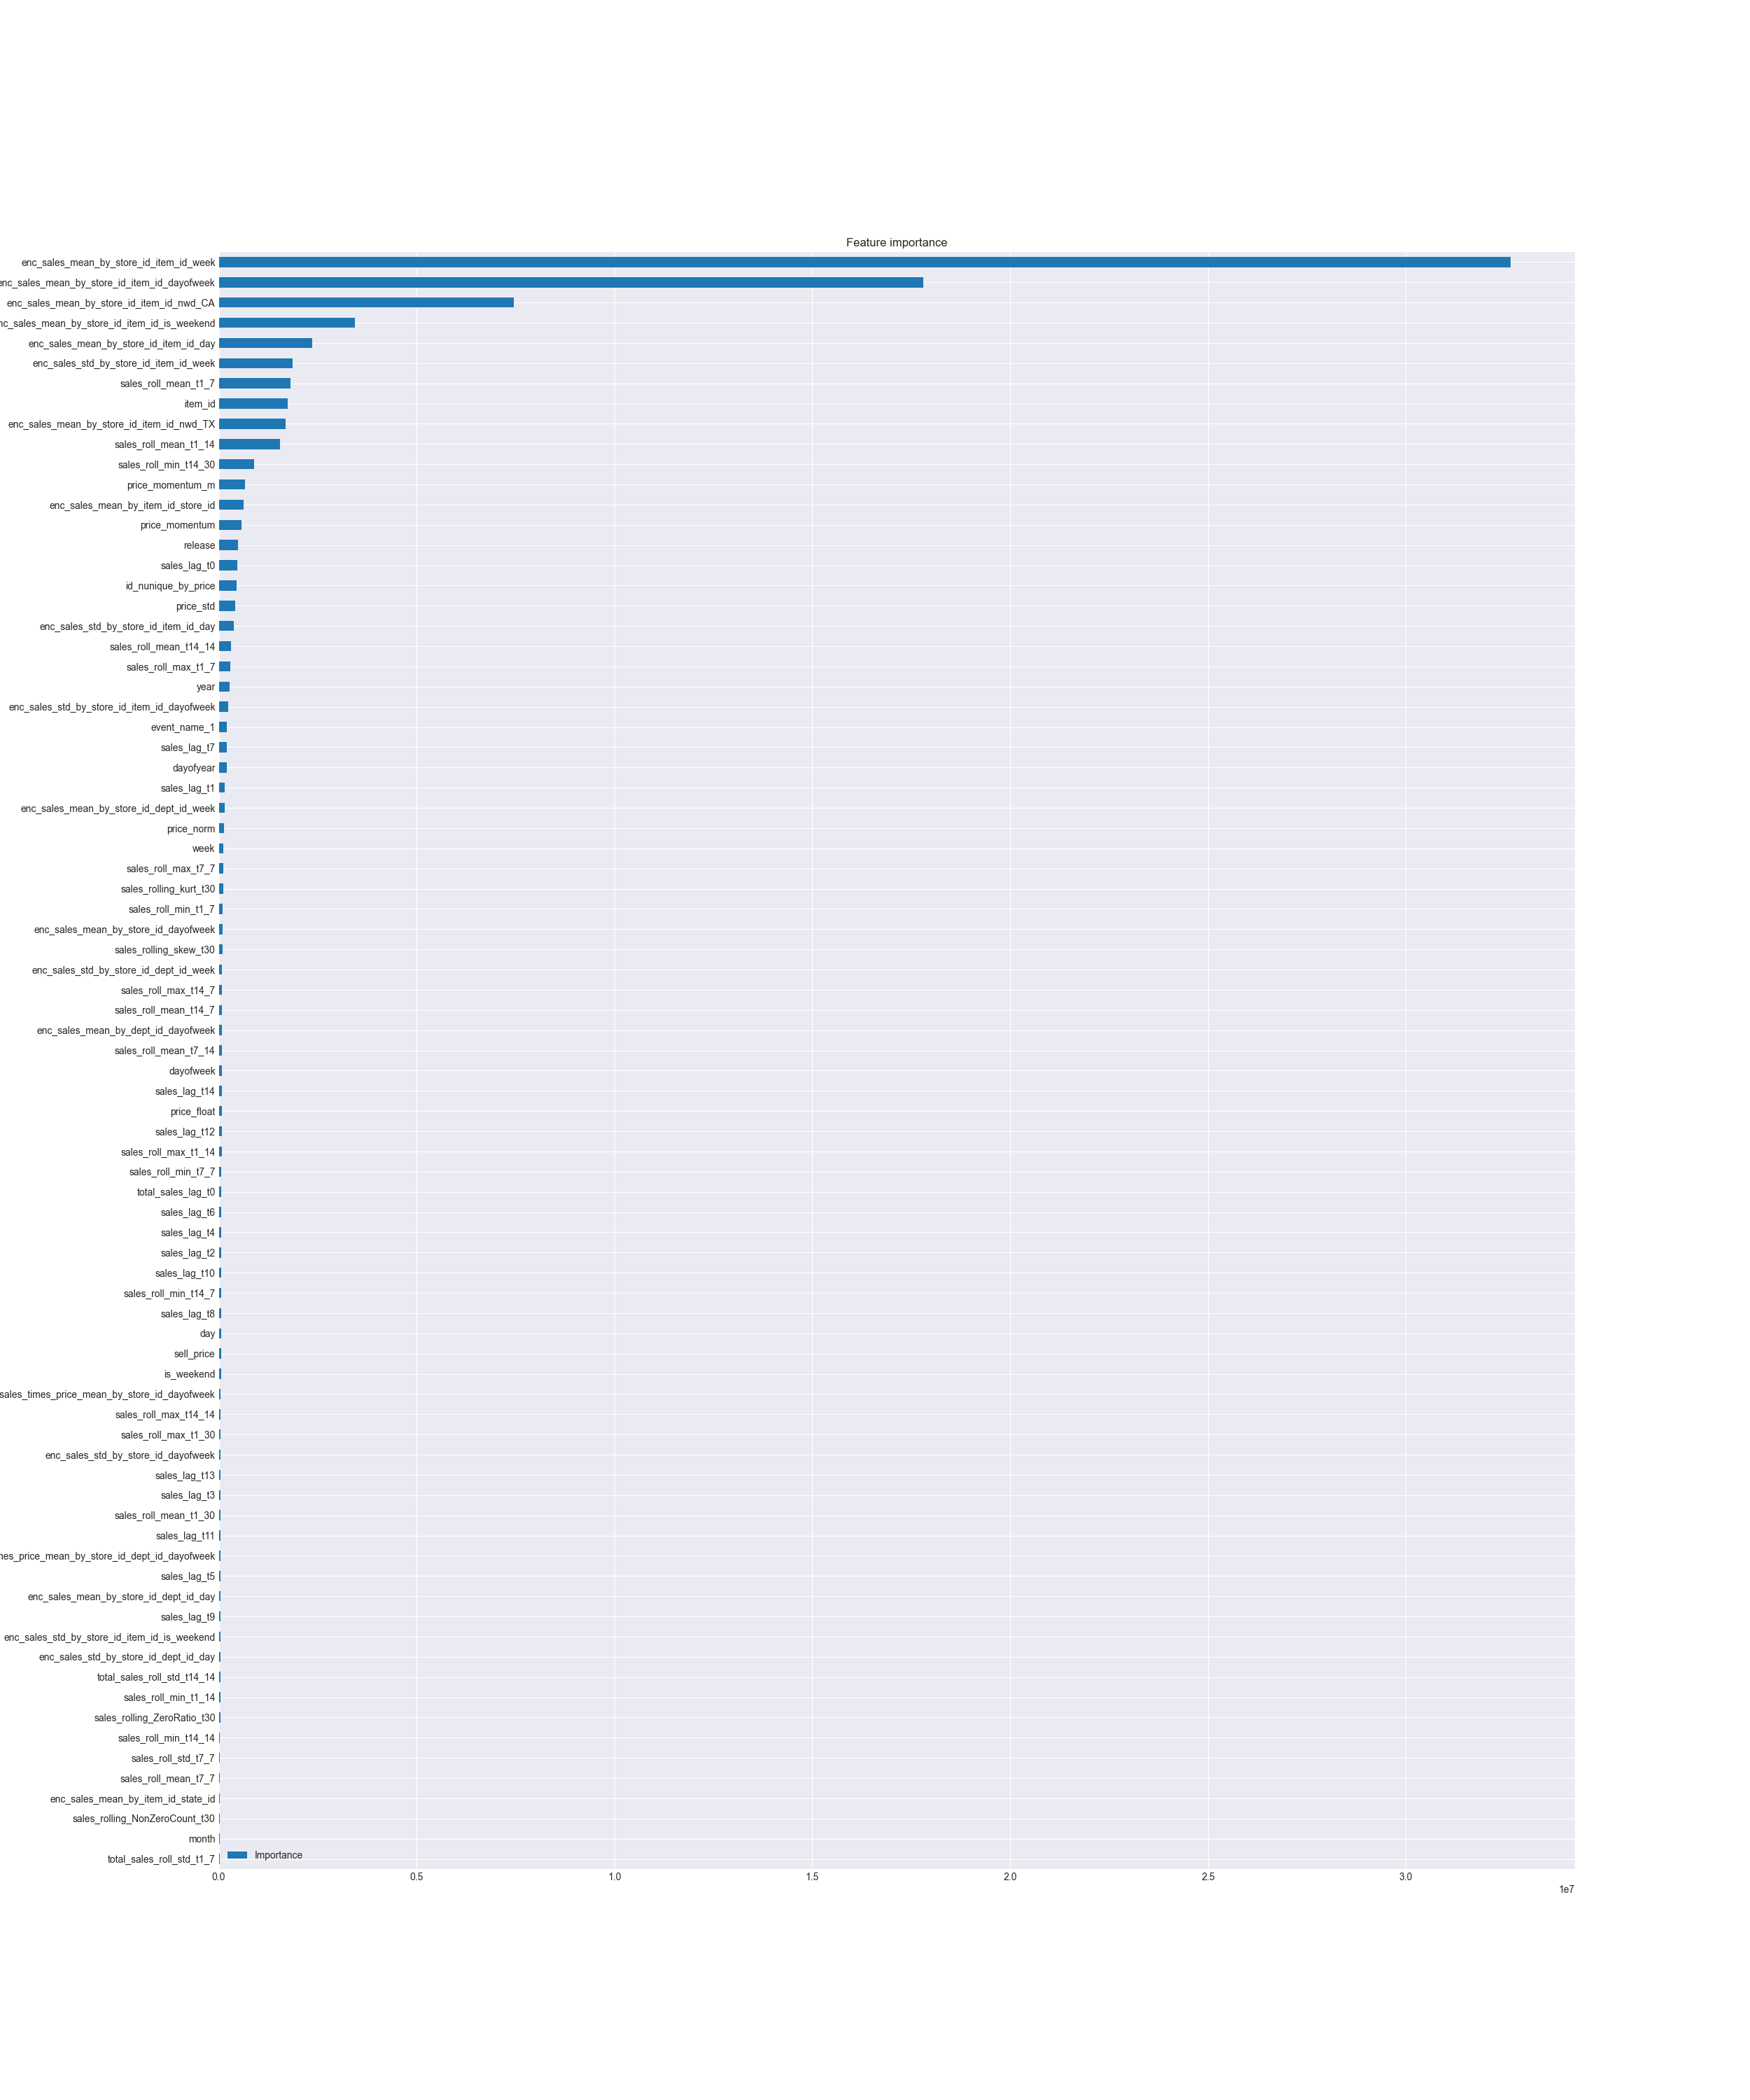 Feature importance
enc_sales_mean_by_store_id_item_id_week
enc_sales_mean_by_store_id_item_id_dayofweek
enc_sales_mean_by_store_id_item_id_nwd_CA
nc_sales_mean_by_store_id_item_id_is_weekend
enc_sales_mean_by_store_id_item_id_day
enc_sales_std_by_store_id_item_id_week
sales_roll_mean_t1_7
item_id
enc_sales_mean_by_store_id_item_id_nwd_TX
sales_roll_mean_t1_14
sales_roll_min_t14_30
price_momentum_m
enc_sales_mean_by_item_id_store_id
price_momentum
release
sales_lag_t0
id_nunique_by_price
price_std
enc_sales_std_by_store_id_item_id_day
sales_roll_mean_t14_14
sales_roll_max_t1_7
year
enc_sales_std_by_store_id_item_id_dayofweek
event_name_1
sales_lag_t7
dayofyear
sales_lag_t1
enc_sales_mean_by_store_id_dept_id_week
price_norm
week
sales_roll_max_t7_7
sales_rolling_kurt_t30
sales_roll_min_t1_7
enc_sales_mean_by_store_id_dayofweek
sales_rolling_skew_t30
enc_sales_std_by_store_id_dept_id_week
sales_roll_max_t14_7
sales_roll_mean_t14_7
enc_sales_mean_by_dept_id_dayofweek
sales_roll_mean_t7_14
dayofweek
sales_lag_t14
price_float
sales_lag_t12
sales_roll_max_t1_14
sales_roll_min_t7_7
total_sales_lag_t0
sales_lag_t6
sales_lag_t4
sales_lag_t2
sales_lag_t10
sales_roll_min_t14_7
sales_lag_t8
day
sell_price
is_weekend
sales_times_price_mean_by_store_id_dayofweek
sales_roll_max_t14_14
sales_roll_max_t1_30
enc_sales_std_by_store_id_dayofweek
sales_lag_t13
sales_lag_t3
sales_roll_mean_t1_30
sales_lag_t11
nes_price_mean_by_store_id_dept_id_dayofweek
sales_lag_t5
enc_sales_mean_by_store_id_dept_id_day
sales_lag_t9
enc_sales_std_by_store_id_item_id_is_weekend
enc_sales_std_by_store_id_dept_id_day
total_sales_roll_std_t14_14
sales_roll_min_t1_14
sales_rolling_ZeroRatio_t30
sales_roll_min_t14_14
sales_roll_std_t7_7
sales_roll_mean_t7_7
enc_sales_mean_by_item_id_state_id
sales_rolling_NonZeroCount_t30
month
total_sales_roll_std_t1_7
Importance
0.0 0.5 1.0 1.5 2.0 2.5 3.0
1e7